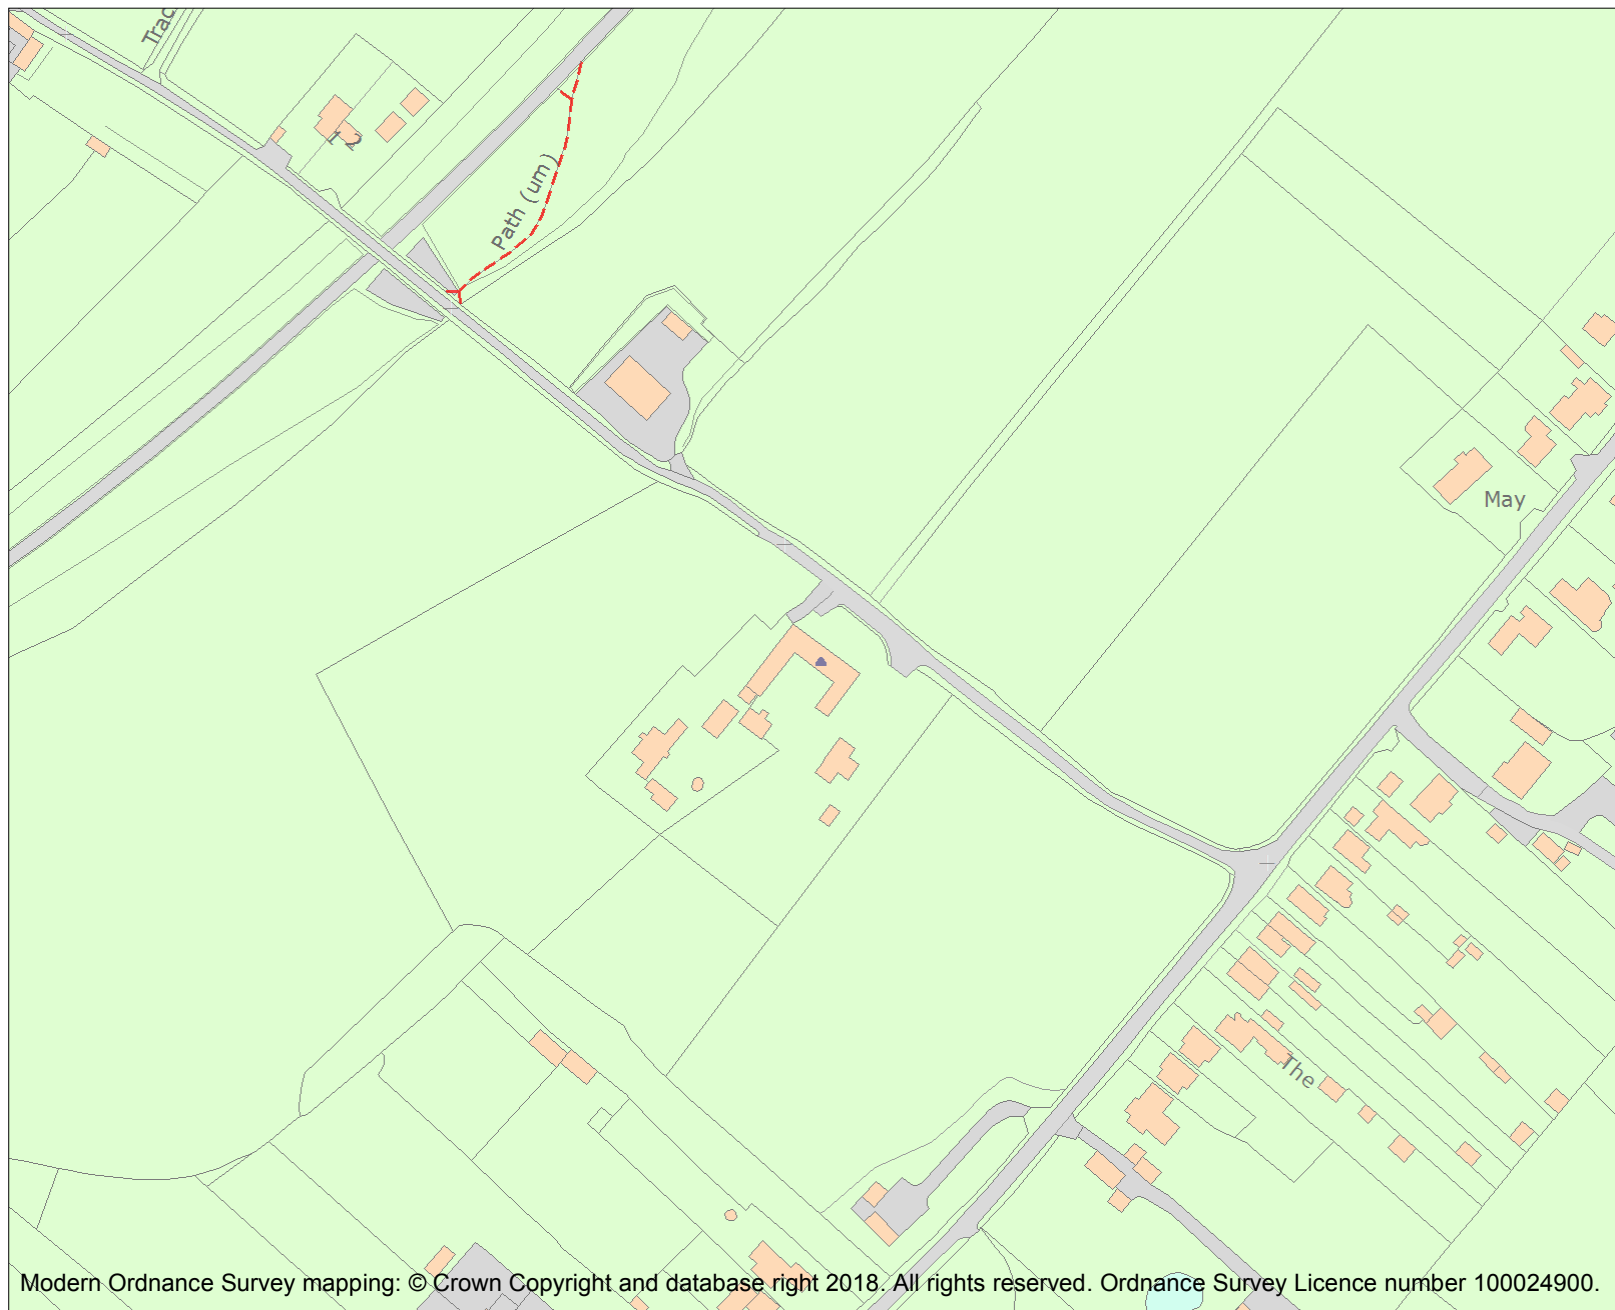 Trac
1 2
Path (um)
May
The
Modern Ordnance Survey mapping: © Crown Copyright and database right 2018. All rights reserved. Ordnance Survey Licence number 100024900.